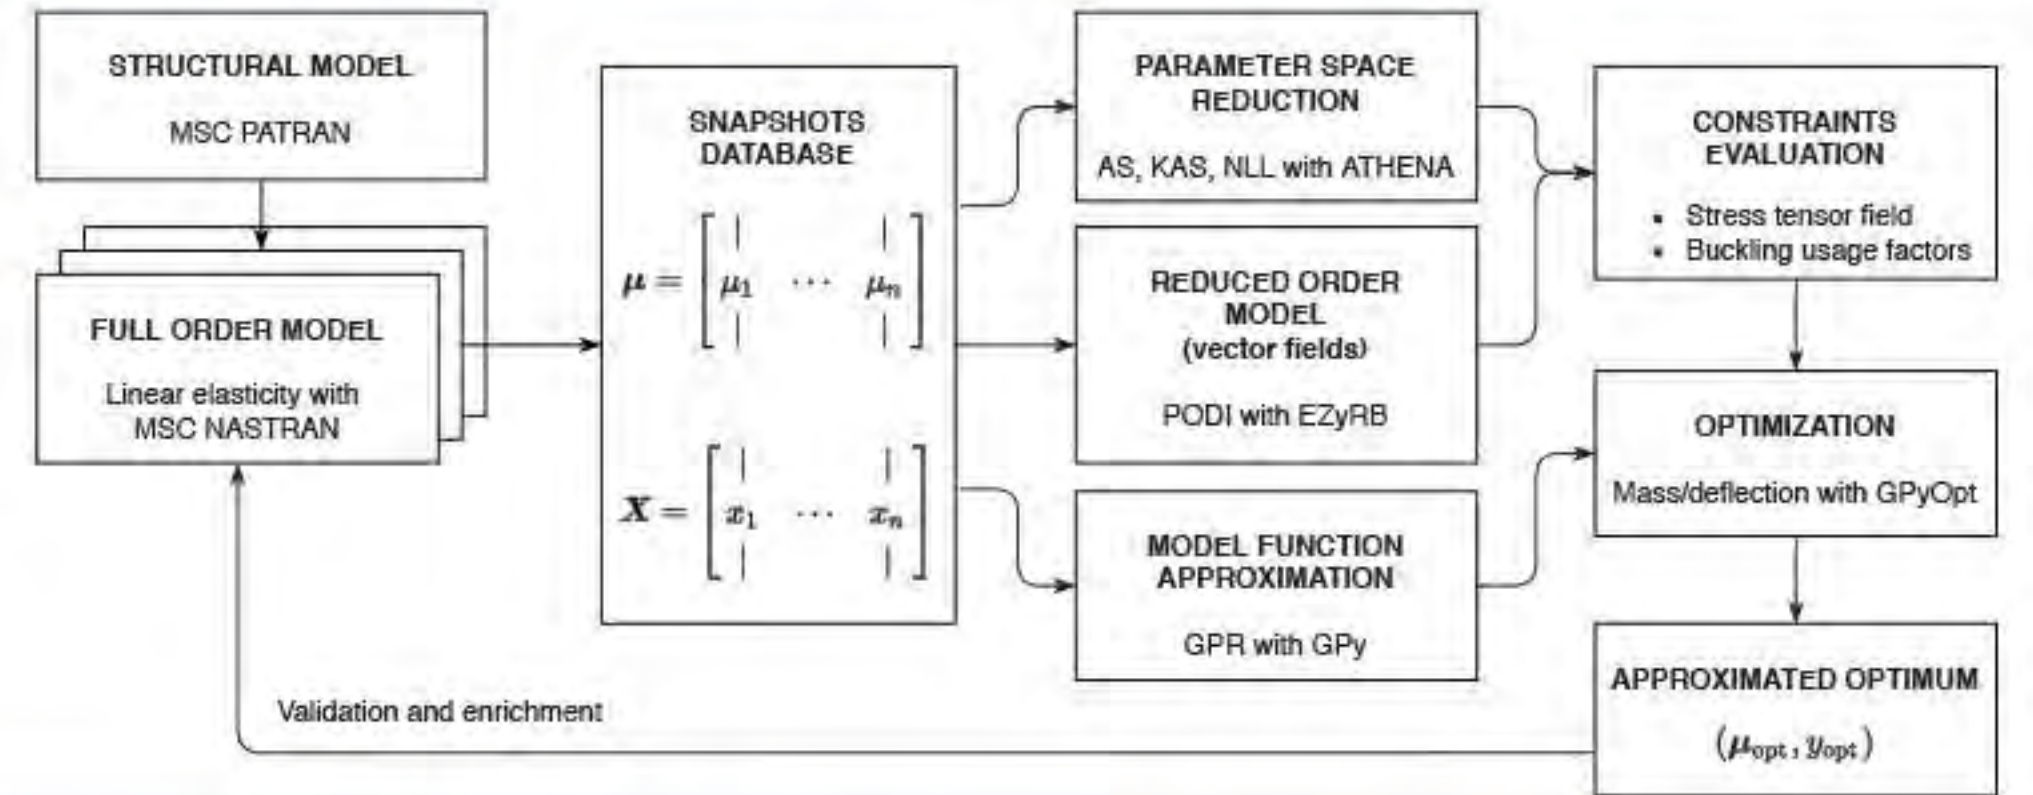 STRUCTURAL MODEL
MSC PATRAN
FULL ORDER MODEL
Linear elasticity with
MSC NASTRAN
SNAPSHOTS
DATABASE
μ = [ μ₁ ⋯ μₙ ]
X = [ x₁ ⋯ xₙ ]
PARAMETER SPACE
REDUCTION
AS, KAS, NLL with ATHENA
REDUCED ORDER
MODEL
(vector fields)
PODI with EZyRB
MODEL FUNCTION
APPROXIMATION
GPR with GPy
CONSTRAINTS
EVALUATION
▪ Stress tensor field
▪ Buckling usage factors
OPTIMIZATION
Mass/deflection with GPyOpt
APPROXIMATED OPTIMUM
(μopt, yopt)
Validation and enrichment